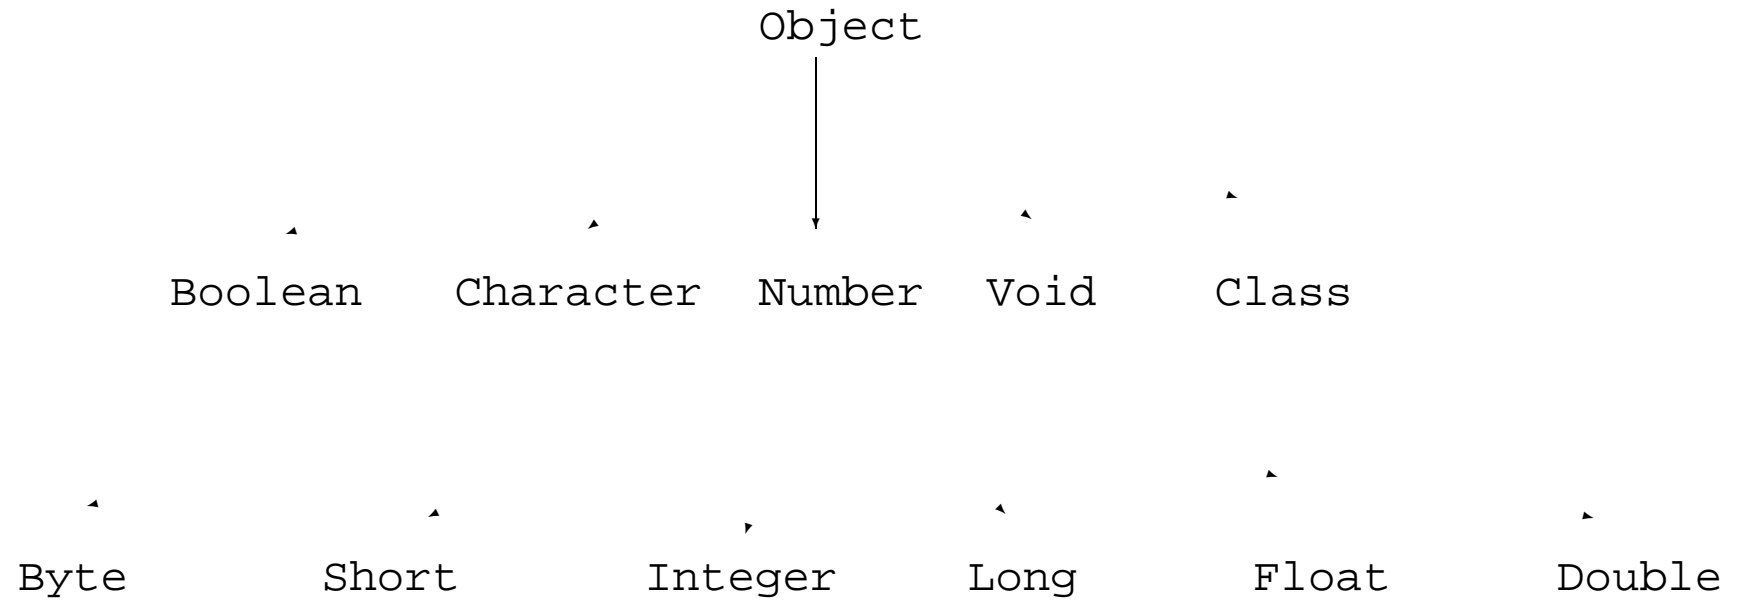 Object
Boolean Character Number Void Class
Byte Short Integer Long Float Double